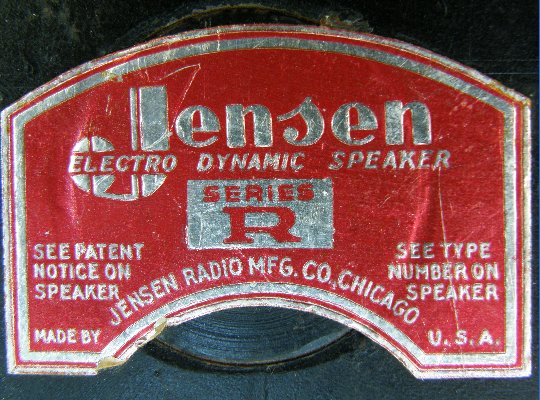 Jensen
ELECTRO DYNAMIC SPEAKER
SERIES
R
SEE PATENT
NOTICE ON
SPEAKER
SEE TYPE
NUMBER ON
SPEAKER
MADE BY
JENSEN RADIO MFG. CO., CHICAGO
U.S.A.